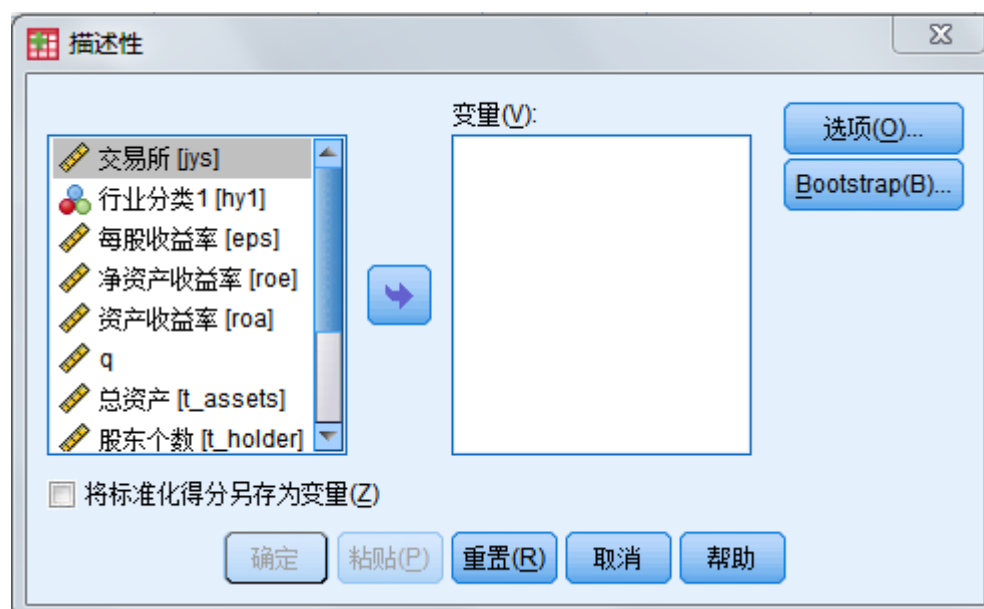 描述性
变量(V):
交易所 [jys]
行业分类1 [hy1]
每股收益率 [eps]
净资产收益率 [roe]
资产收益率 [roa]
q
总资产 [t_assets]
股东个数 [t_holder]
选项(O)...
Bootstrap(B)...
将标准化得分另存为变量(Z)
确定 粘贴(P) 重置(R) 取消 帮助